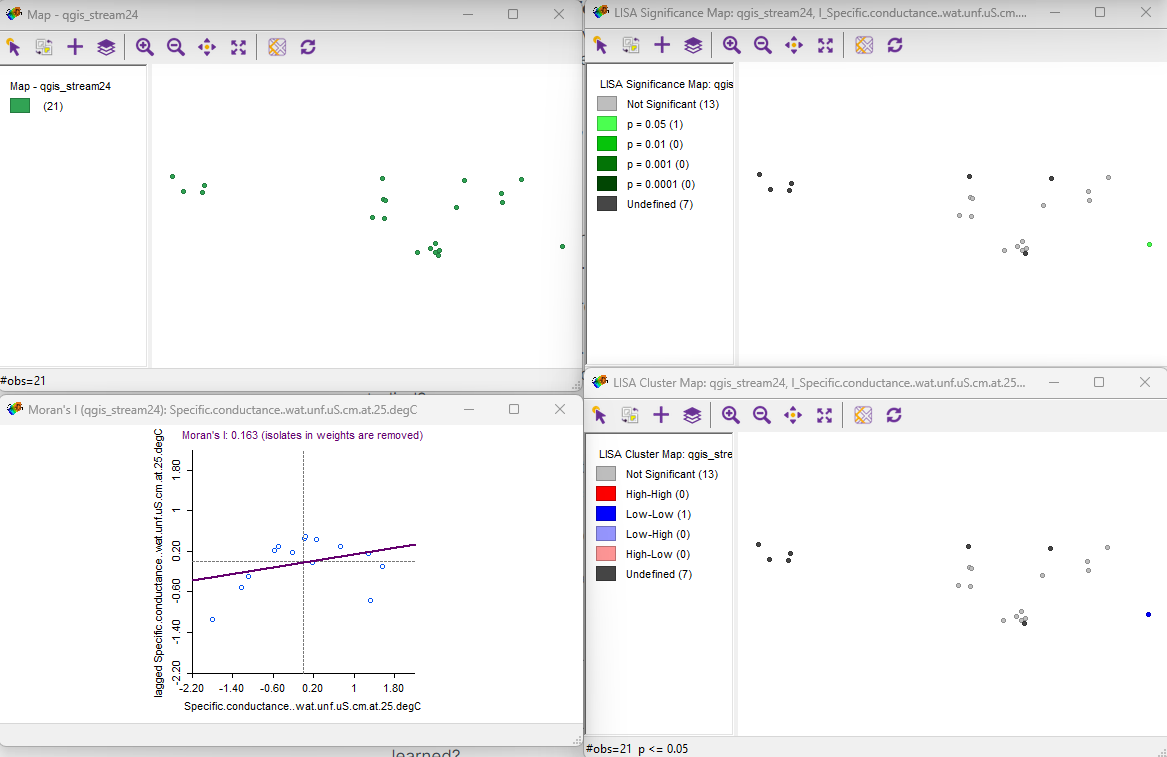 Map - qgis_stream24
Map - qgis_stream24
(21)
#obs=21
LISA Significance Map: qgis_stream24, I_Specific.conductance..wat.unf.uS.cm....
LISA Significance Map: qgis
Not Significant (13)
p = 0.05 (1)
p = 0.01 (0)
p = 0.001 (0)
p = 0.0001 (0)
Undefined (7)
Moran's I (qgis_stream24): Specific.conductance..wat.unf.uS.cm.at.25.degC
Moran's I: 0.163 (isolates in weights are removed)
lagged Specific.conductance..wat.unf.uS.cm.at.25.degC
1.80
1
0.20
-0.60
-1.40
-2.20
-2.20 -1.40 -0.60 0.20 1 1.80
Specific.conductance..wat.unf.uS.cm.at.25.degC
learned?
LISA Cluster Map: qgis_stream24, I_Specific.conductance..wat.unf.uS.cm.at.25...
LISA Cluster Map: qgis_stre
Not Significant (13)
High-High (0)
Low-Low (1)
Low-High (0)
High-Low (0)
Undefined (7)
#obs=21 p <= 0.05